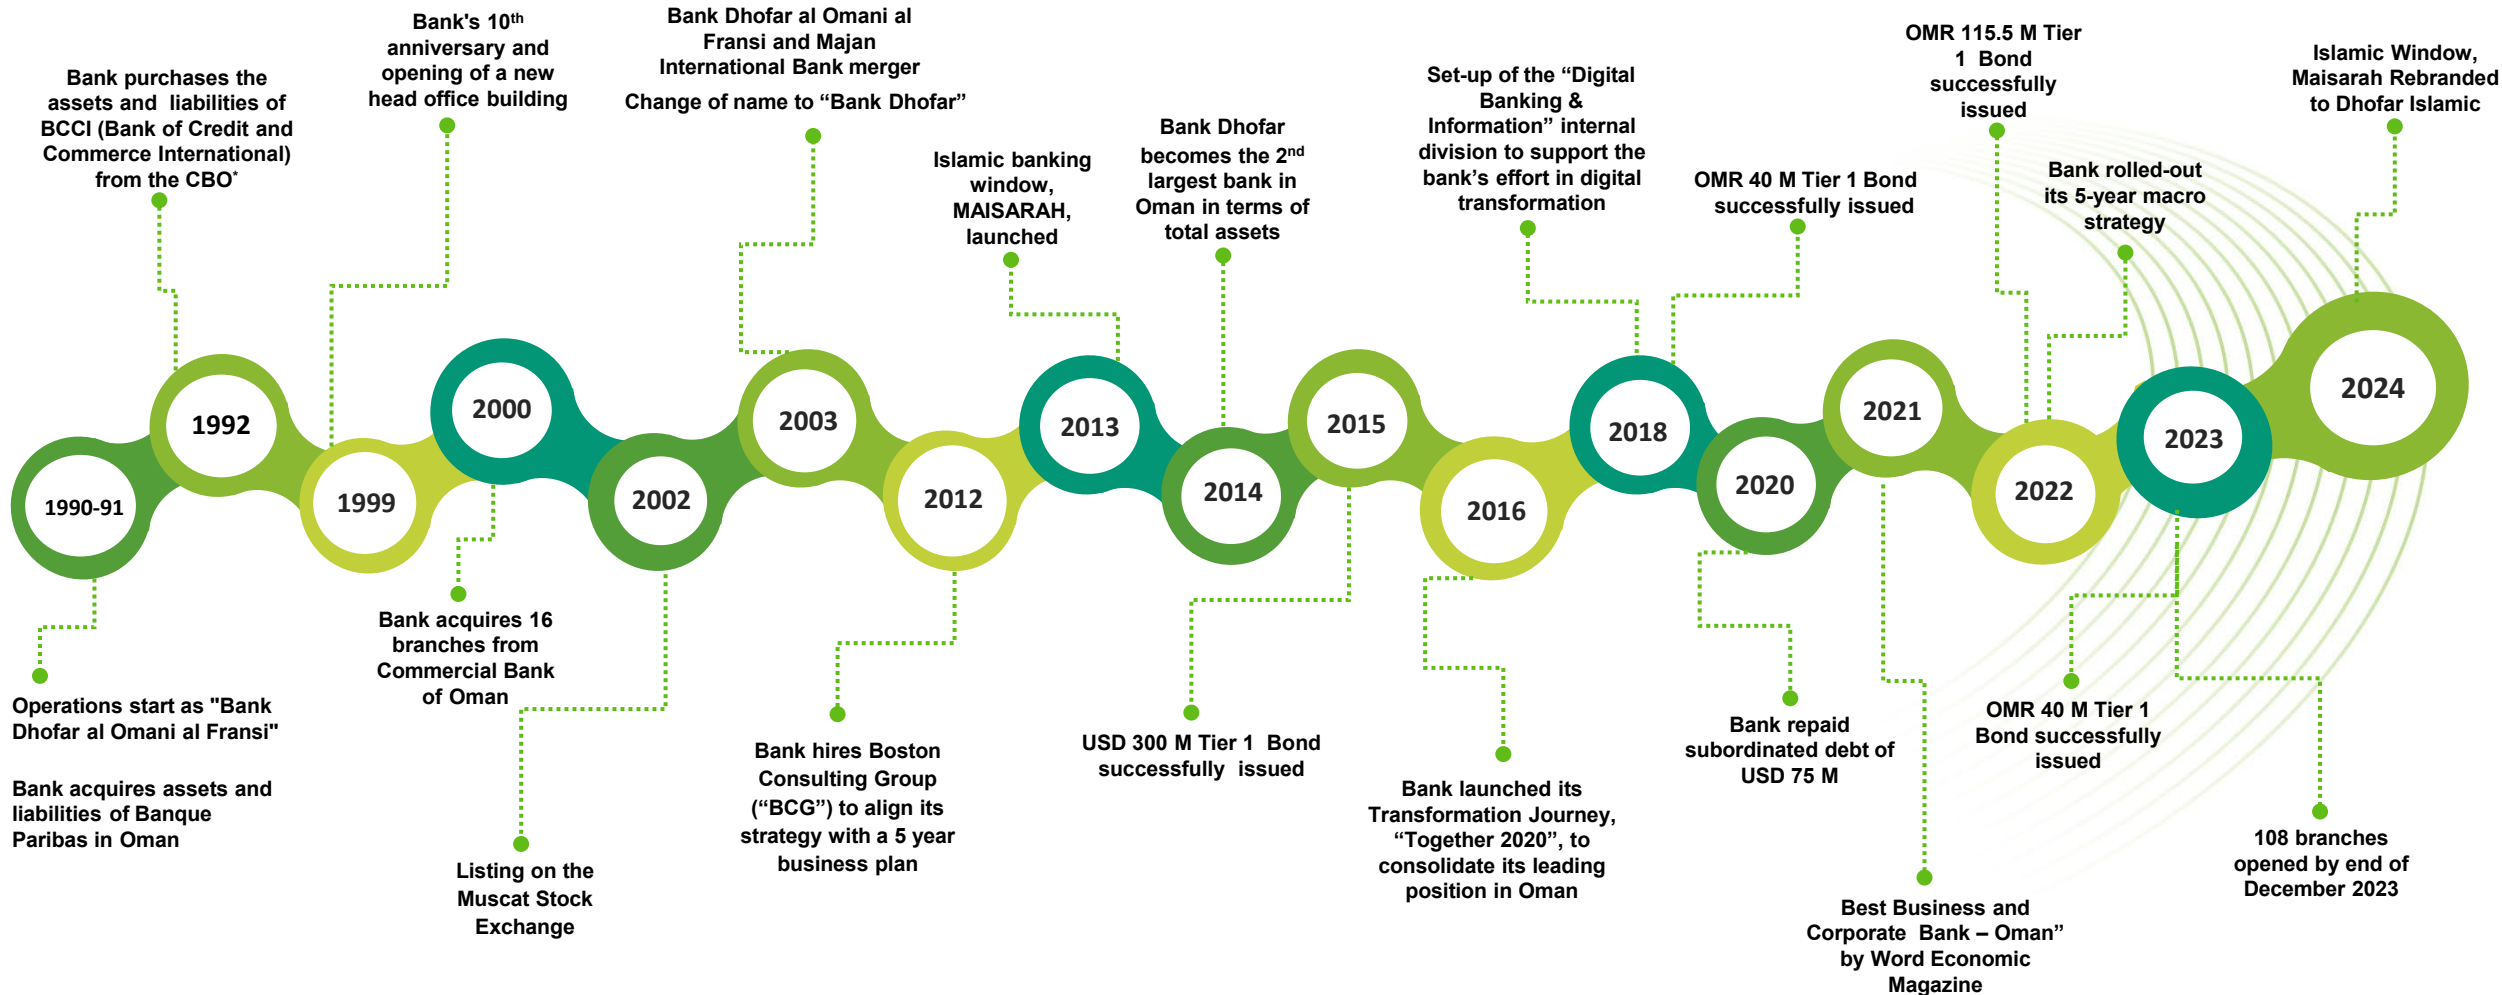 Bank purchases the
assets and liabilities of
BCCI (Bank of Credit and
Commerce International)
from the CBO*
Bank's 10th
anniversary and
opening of a new
head office building
Bank Dhofar al Omani al
Fransi and Majan
International Bank merger
Change of name to “Bank Dhofar”
Islamic banking
window,
MAISARAH,
launched
Bank Dhofar
becomes the 2nd
largest bank in
Oman in terms of
total assets
Set-up of the “Digital
Banking &
Information” internal
division to support the
bank’s effort in digital
transformation
OMR 40 M Tier 1 Bond
successfully issued
OMR 115.5 M Tier
1 Bond
successfully
issued
Bank rolled-out
its 5-year macro
strategy
Islamic Window,
Maisarah Rebranded
to Dhofar Islamic
1990-91
1992
1999
2000
2002
2003
2012
2013
2014
2015
2016
2018
2020
2021
2022
2023
2024
Operations start as "Bank
Dhofar al Omani al Fransi"
Bank acquires assets and
liabilities of Banque
Paribas in Oman
Bank acquires 16
branches from
Commercial Bank
of Oman
Listing on the
Muscat Stock
Exchange
Bank hires Boston
Consulting Group
(“BCG”) to align its
strategy with a 5 year
business plan
USD 300 M Tier 1 Bond
successfully issued
Bank launched its
Transformation Journey,
“Together 2020”, to
consolidate its leading
position in Oman
Bank repaid
subordinated debt of
USD 75 M
Best Business and
Corporate Bank – Oman”
by Word Economic
Magazine
OMR 40 M Tier 1
Bond successfully
issued
108 branches
opened by end of
December 2023